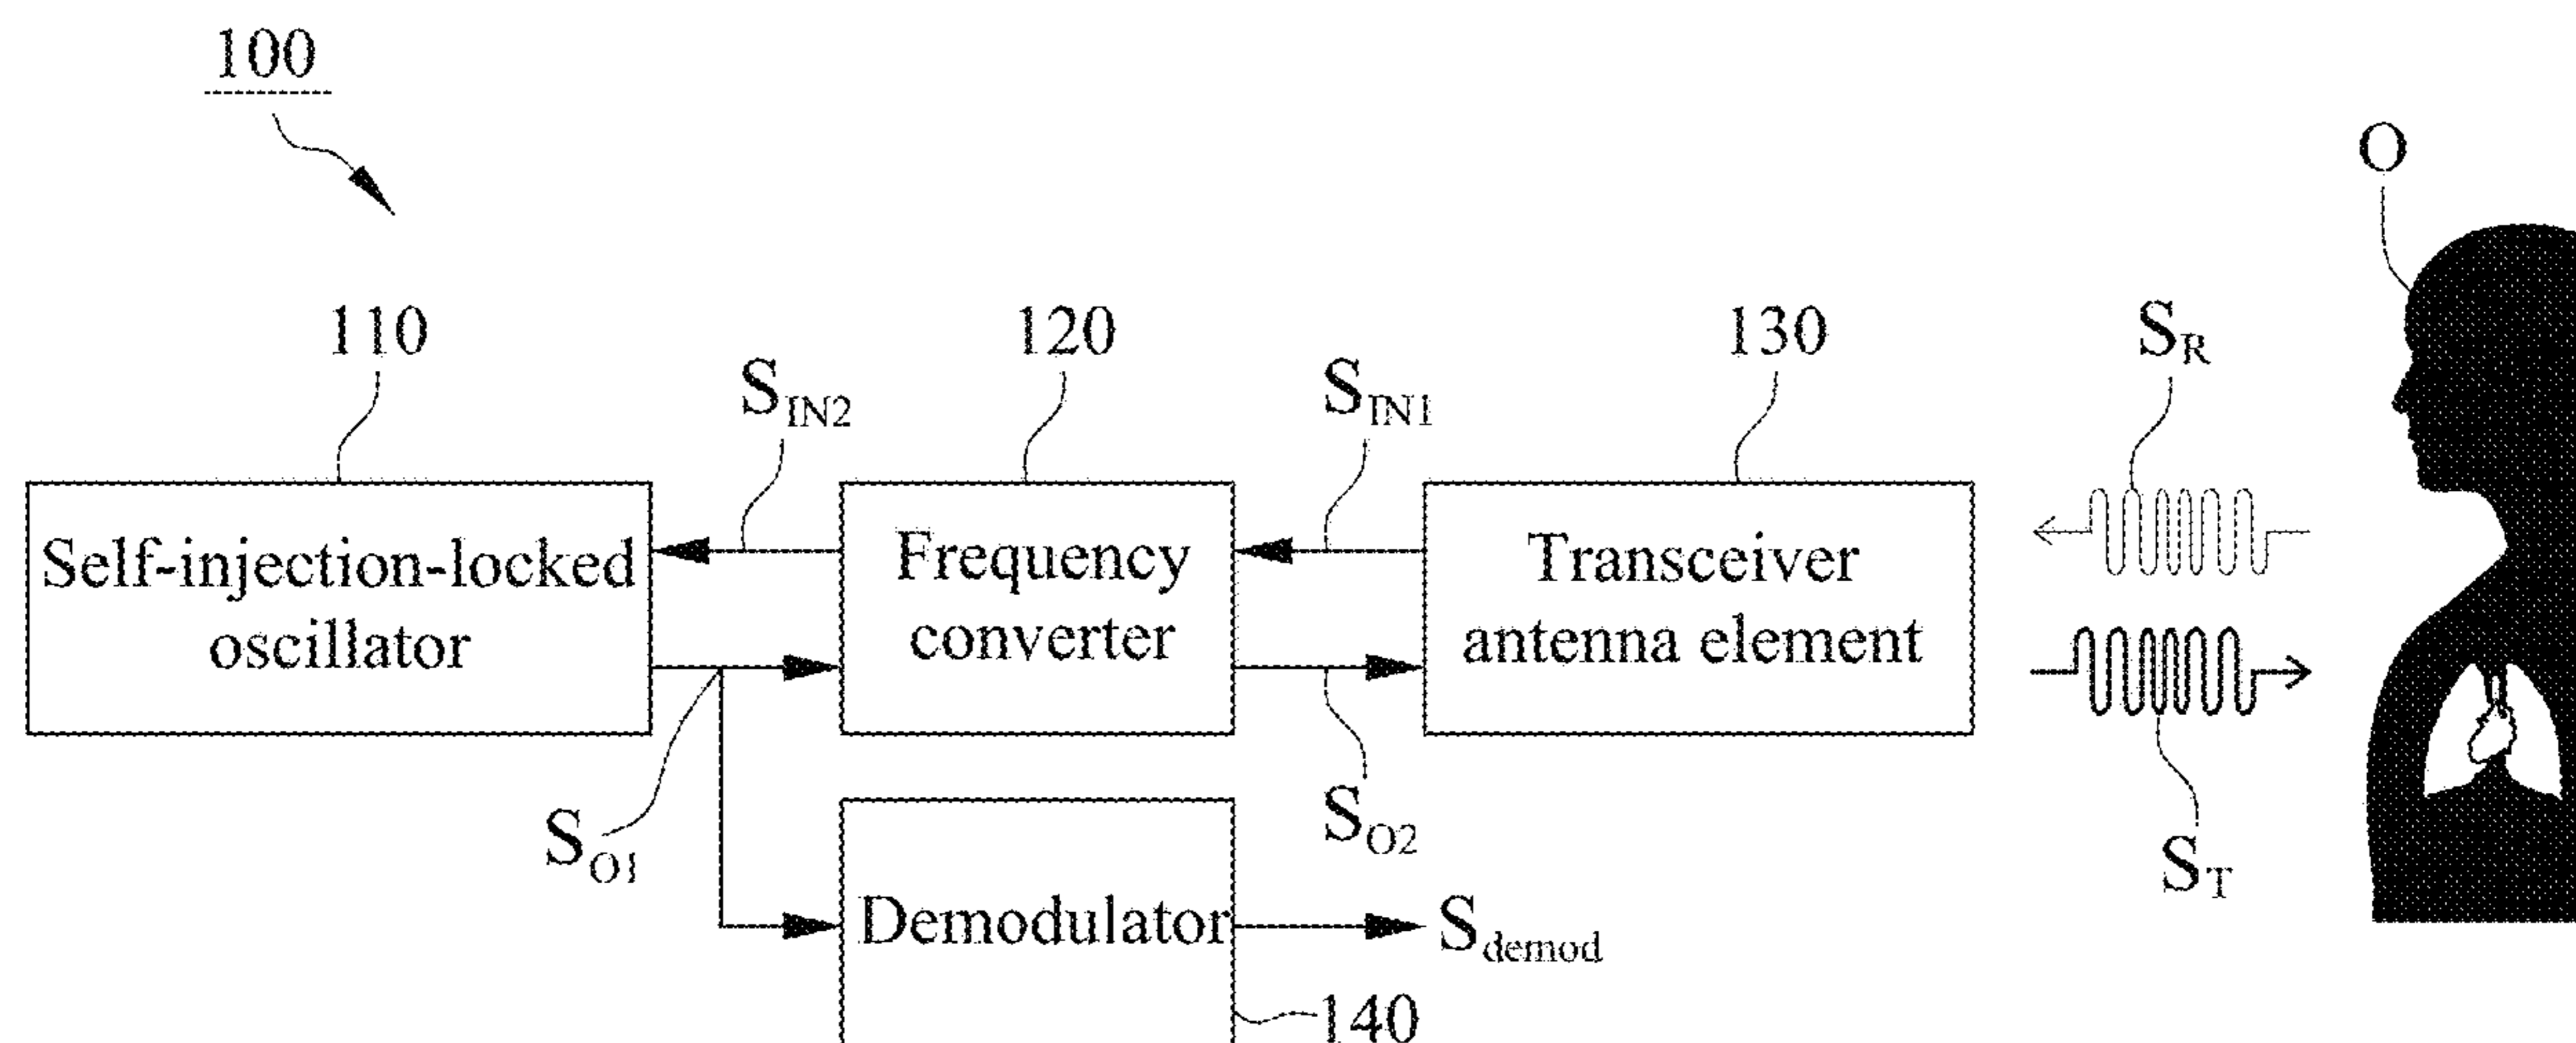 100
O
110
120
130
S_R
S_IN2
S_IN1
Self-injection-locked
oscillator
Frequency
converter
Transceiver
antenna element
S_O1
S_O2
S_T
Demodulator
S_demod
140